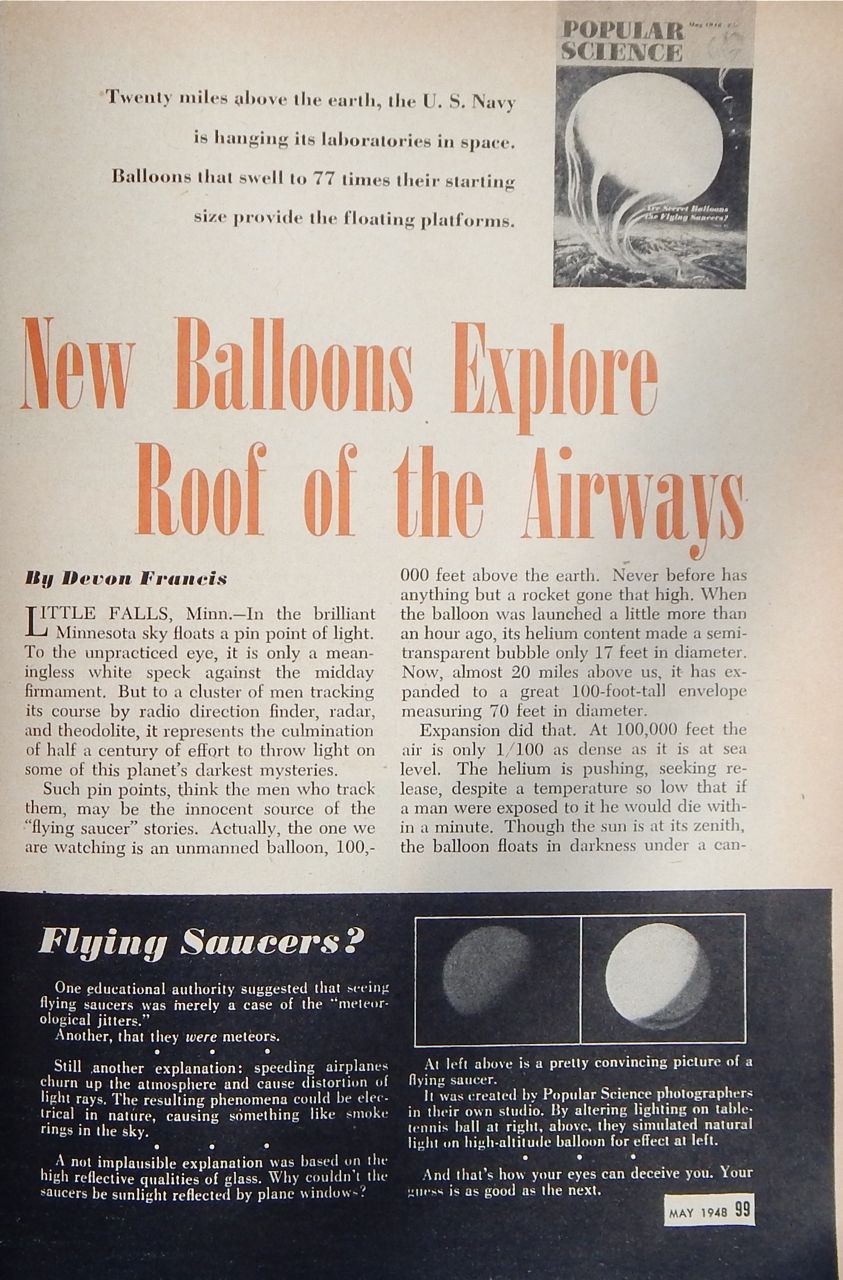 POPULAR
SCIENCE
Are Secret Balloons
the Flying Saucers?
Twenty miles above the earth, the U. S. Navy
is hanging its laboratories in space.
Balloons that swell to 77 times their starting
size provide the floating platforms.
New Balloons Explore
Roof of the Airways
By Devon Francis
LITTLE FALLS, Minn.—In the brilliant
Minnesota sky floats a pin point of light.
To the unpracticed eye, it is only a mean-
ingless white speck against the midday
firmament. But to a cluster of men tracking
its course by radio direction finder, radar,
and theodolite, it represents the culmination
of half a century of effort to throw light on
some of this planet's darkest mysteries.
Such pin points, think the men who track
them, may be the innocent source of the
"flying saucer" stories. Actually, the one we
are watching is an unmanned balloon, 100,-
000 feet above the earth. Never before has
anything but a rocket gone that high. When
the balloon was launched a little more than
an hour ago, its helium content made a semi-
transparent bubble only 17 feet in diameter.
Now, almost 20 miles above us, it has ex-
panded to a great 100-foot-tall envelope
measuring 70 feet in diameter.
Expansion did that. At 100,000 feet the
air is only 1/100 as dense as it is at sea
level. The helium is pushing, seeking re-
lease, despite a temperature so low that if
a man were exposed to it he would die with-
in a minute. Though the sun is at its zenith,
the balloon floats in darkness under a can-
Flying Saucers?
One educational authority suggested that seeing
flying saucers was merely a case of the "meteor-
ological jitters."
Another, that they were meteors.
Still another explanation: speeding airplanes
churn up the atmosphere and cause distortion of
light rays. The resulting phenomena could be elec-
trical in nature, causing something like smoke
rings in the sky.
A not implausible explanation was based on the
high reflective qualities of glass. Why couldn't the
saucers be sunlight reflected by plane windows?
At left above is a pretty convincing picture of a
flying saucer.
It was created by Popular Science photographers
in their own studio. By altering lighting on table-
tennis ball at right, above, they simulated natural
light on high-altitude balloon for effect at left.
And that's how your eyes can deceive you. Your
guess is as good as the next.
MAY 1948 99